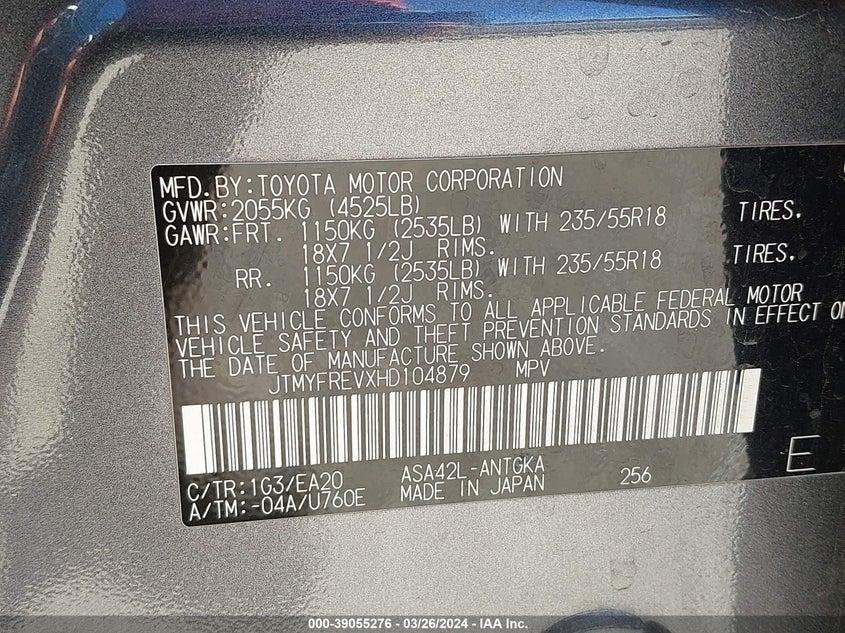 MFD.BY:TOYOTA MOTOR CORPORATION
GVWR:2055KG (4525LB)
GAWR:FRT. 1150KG (2535LB) WITH 235/55R18 TIRES.
18X7 1/2J RIMS.
RR. 1150KG (2535LB) WITH 235/55R18 TIRES.
18X7 1/2J RIMS.
THIS VEHICLE CONFORMS TO ALL APPLICABLE FEDERAL MOTOR
VEHICLE SAFETY AND THEFT PREVENTION STANDARDS IN EFFECT ON
THE DATE OF MANUFACTURE SHOWN ABOVE.
JTMYFREVXHD104879 MPV
C/TR:1G3/EA20 ASA42L-ANTGKA 256 E
A/TM:-04A/U760E MADE IN JAPAN
000-39055276 - 03/26/2024 - IAA Inc.